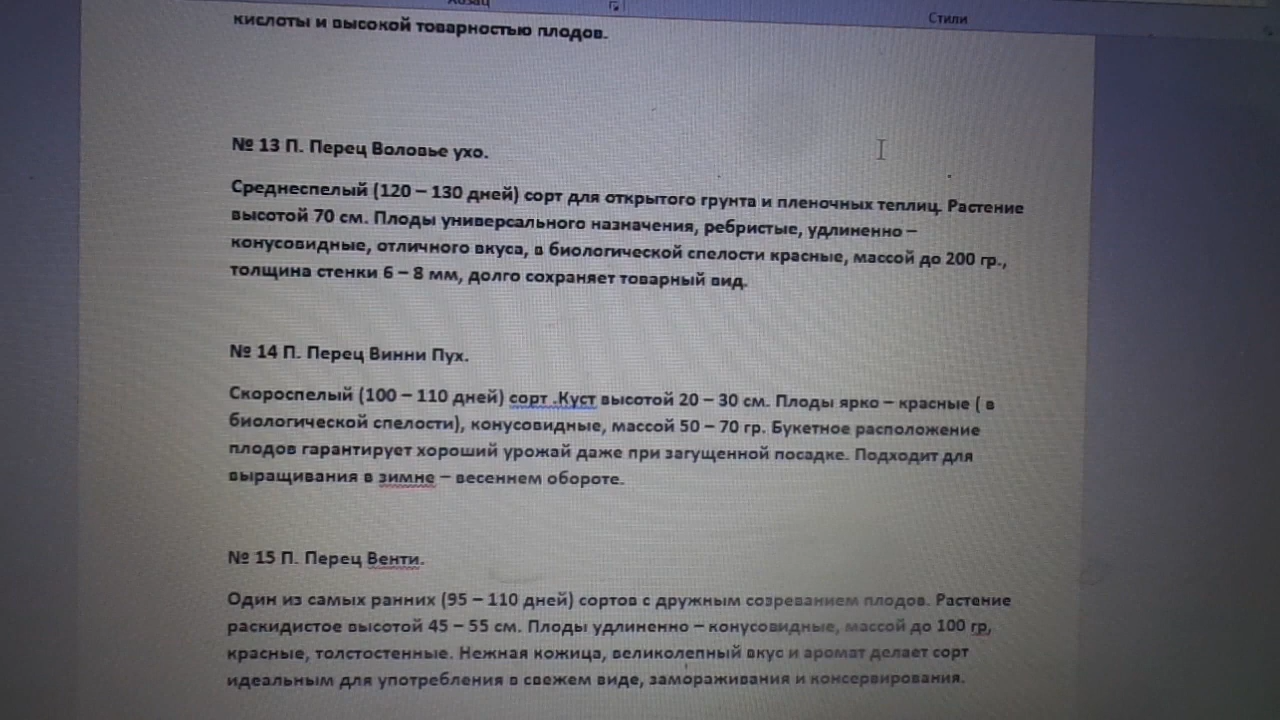 Абзац
Стили
кислоты и высокой товарностью плодов.
№ 13 П. Перец Воловье ухо.
Среднеспелый (120 – 130 дней) сорт для открытого грунта и пленочных теплиц. Растение
высотой 70 см. Плоды универсального назначения, ребристые, удлиненно –
конусовидные, отличного вкуса, в биологической спелости красные, массой до 200 гр.,
толщина стенки 6 – 8 мм, долго сохраняет товарный вид.
№ 14 П. Перец Винни Пух.
Скороспелый (100 – 110 дней) сорт .Куст высотой 20 – 30 см. Плоды ярко – красные ( в
биологической спелости), конусовидные, массой 50 – 70 гр. Букетное расположение
плодов гарантирует хороший урожай даже при загущенной посадке. Подходит для
выращивания в зимне – весеннем обороте.
№ 15 П. Перец Венти.
Один из самых ранних (95 – 110 дней) сортов с дружным созреванием плодов. Растение
раскидистое высотой 45 – 55 см. Плоды удлиненно – конусовидные, массой до 100 гр,
красные, толстостенные. Нежная кожица, великолепный вкус и аромат делает сорт
идеальным для употребления в свежем виде, замораживания и консервирования.